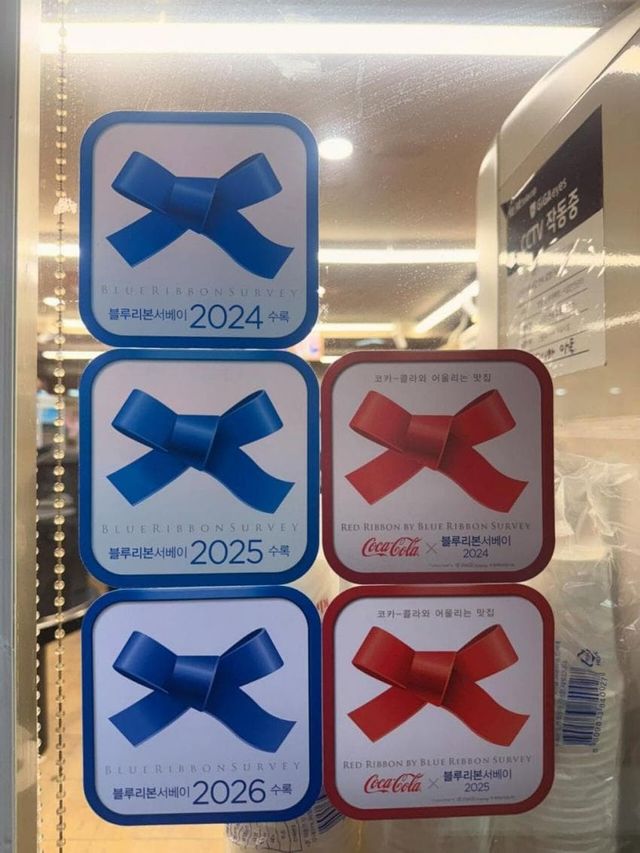 BLUERIBBONSURVEY
블루리본서베이 2024 수록
BLUERIBBONSURVEY
블루리본서베이 2025 수록
BLUERIBBONSURVEY
블루리본서베이 2026 수록
코카-콜라와 어울리는 맛집
RED RIBBON BY BLUE RIBBON SURVEY
Coca-Cola × 블루리본서베이
2024
코카-콜라와 어울리는 맛집
RED RIBBON BY BLUE RIBBON SURVEY
Coca-Cola × 블루리본서베이
2025
GiGAeyes
CCTV 작동중